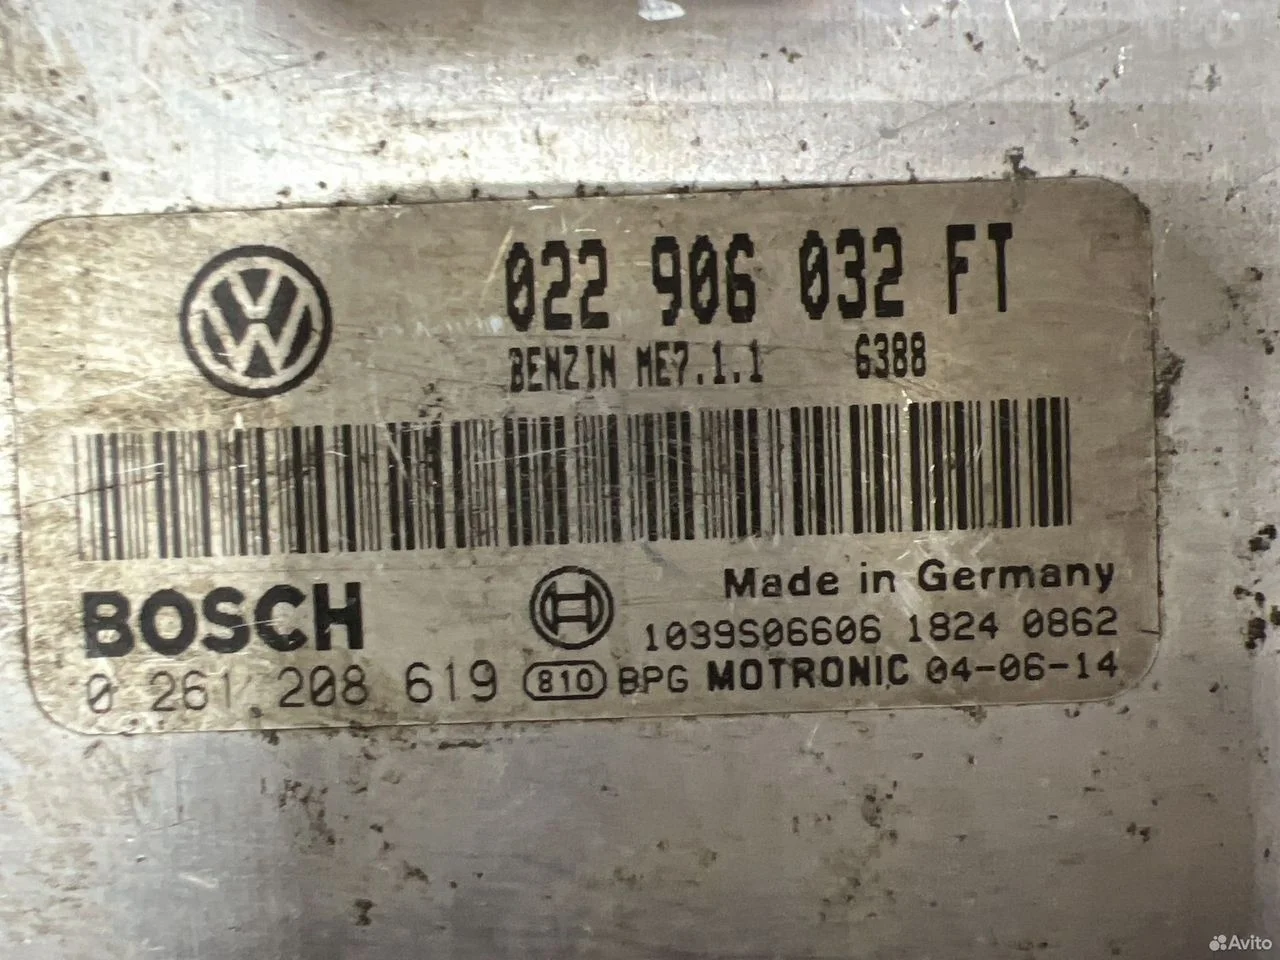 022 906 032 FT
BENZIN ME7.1.1 6388
BOSCH
Made in Germany
1039S06606 1824 0862
0 261 208 619 810 BPG MOTRONIC 04-06-14
Avito